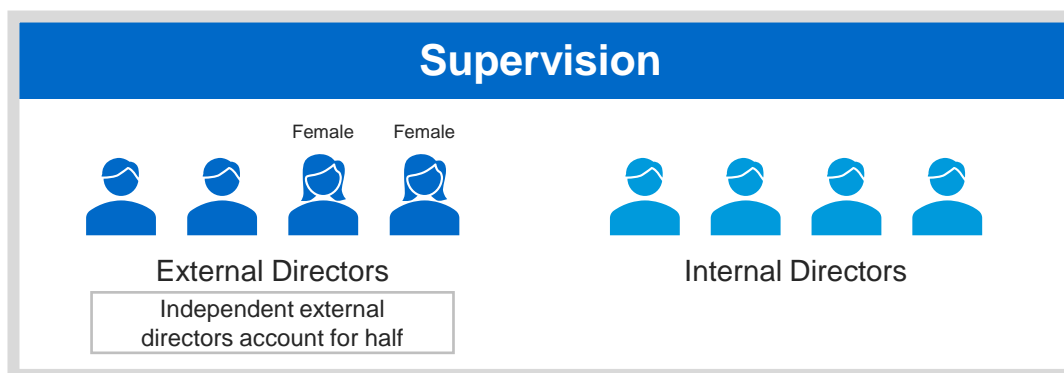 Supervision
Female Female
External Directors
Independent external
directors account for half
Internal Directors